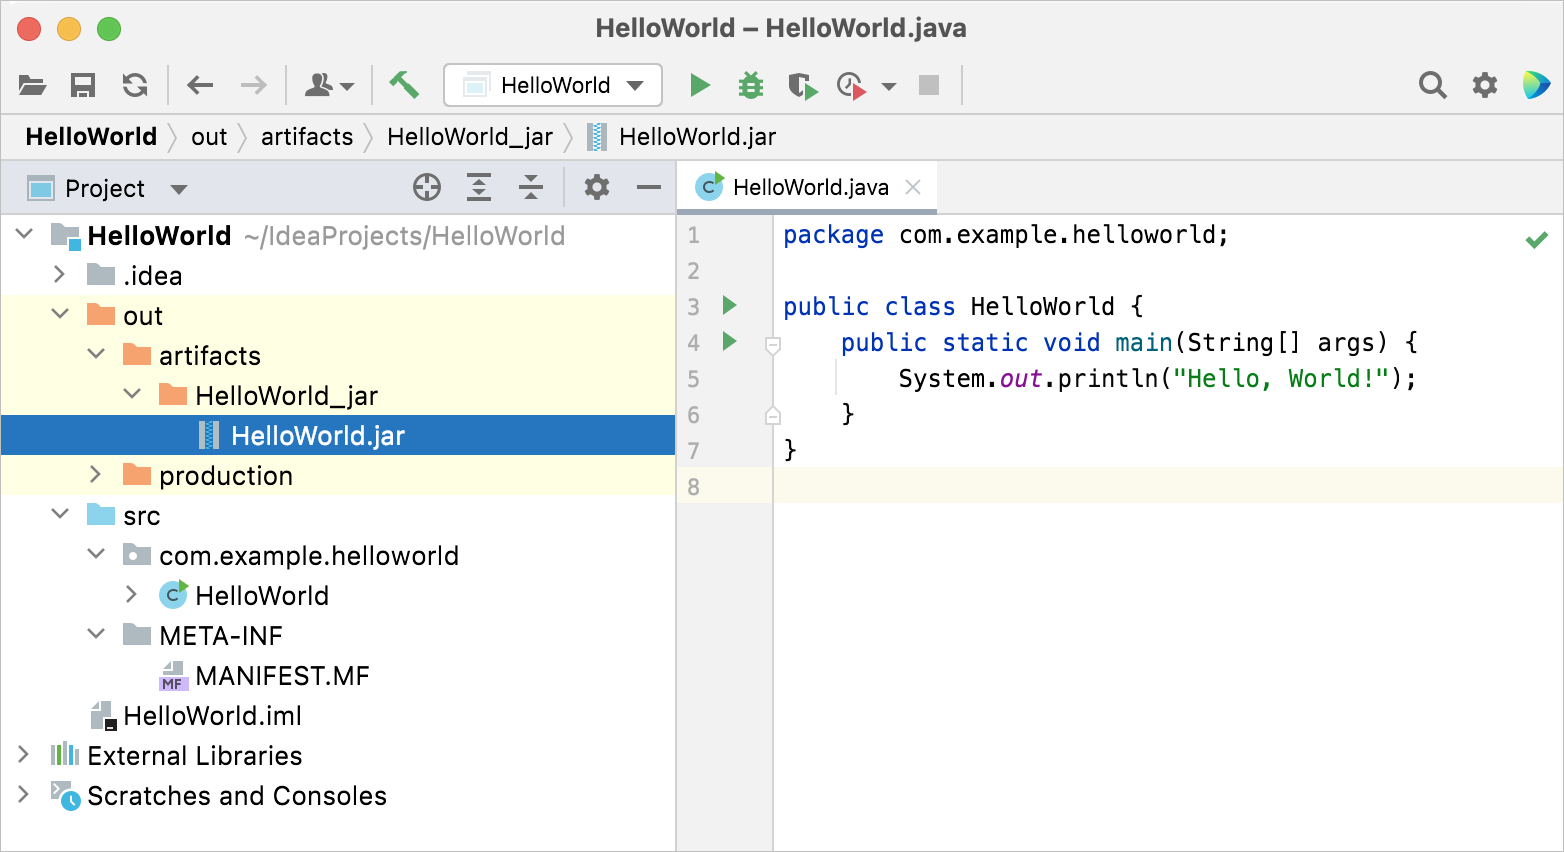 HelloWorld – HelloWorld.java
HelloWorld
HelloWorld out artifacts HelloWorld_jar HelloWorld.jar
Project
HelloWorld ~/IdeaProjects/HelloWorld
.idea
out
artifacts
HelloWorld_jar
HelloWorld.jar
production
src
com.example.helloworld
C HelloWorld
META-INF
MF MANIFEST.MF
HelloWorld.iml
External Libraries
Scratches and Consoles
C HelloWorld.java
1 package com.example.helloworld;
2
3 public class HelloWorld {
4 public static void main(String[] args) {
5 System.out.println("Hello, World!");
6 }
7 }
8